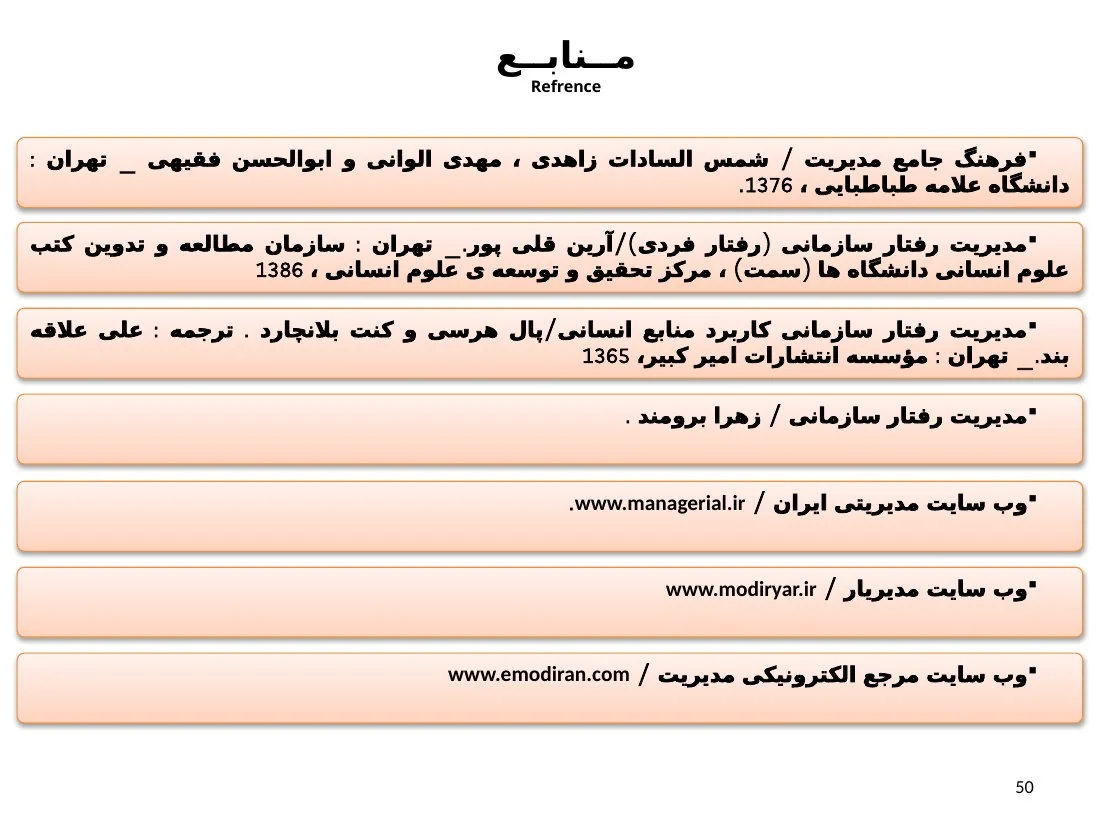 مــنابــع
Refrence
▪فرهنگ جامع مدیریت / شمس السادات زاهدی ، مهدی الوانی و ابوالحسن فقیهی _ تهران :
دانشگاه علامه طباطبایی ، 1376.
▪مدیریت رفتار سازمانی (رفتار فردی)/آرین قلی پور._ تهران : سازمان مطالعه و تدوین کتب
علوم انسانی دانشگاه ها (سمت) ، مرکز تحقیق و توسعه ی علوم انسانی ، 1386
▪مدیریت رفتار سازمانی کاربرد منابع انسانی/پال هرسی و کنت بلانچارد . ترجمه : علی علاقه
بند._ تهران : مؤسسه انتشارات امیر کبیر، 1365
▪مدیریت رفتار سازمانی / زهرا برومند .
▪وب سایت مدیریتی ایران / www.managerial.ir.
▪وب سایت مدیریار / www.modiryar.ir
▪وب سایت مرجع الکترونیکی مدیریت / www.emodiran.com
50